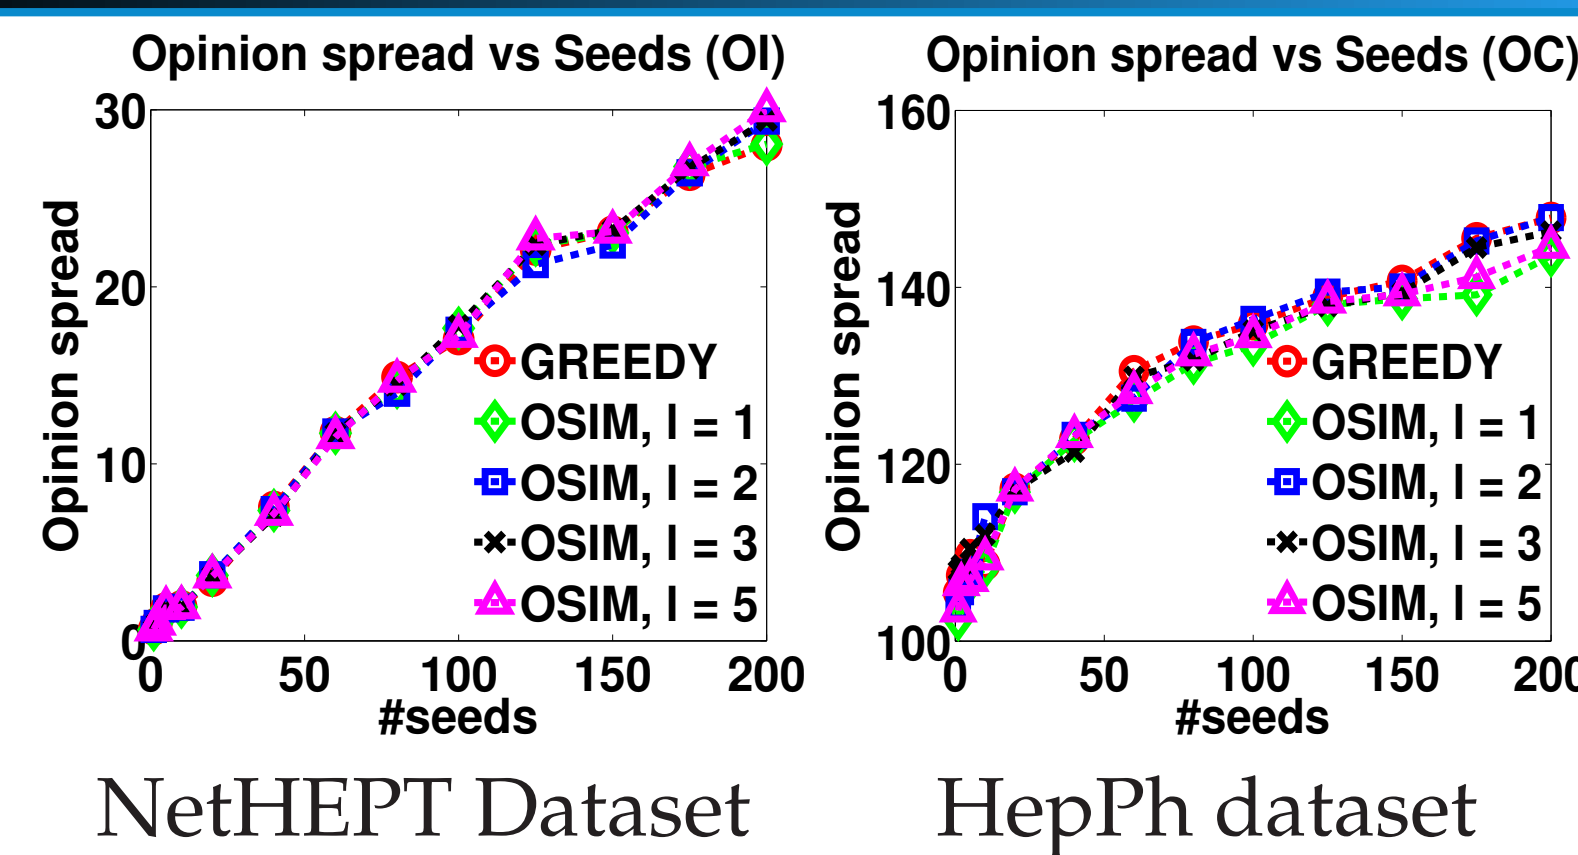 Opinion spread vs Seeds (OI)
30
20
10
0
0 50 100 150 200
Opinion spread
#seeds
GREEDY
OSIM, l = 1
OSIM, l = 2
OSIM, l = 3
OSIM, l = 5
NetHEPT Dataset
Opinion spread vs Seeds (OC)
160
140
120
100
0 50 100 150 200
Opinion spread
#seeds
GREEDY
OSIM, l = 1
OSIM, l = 2
OSIM, l = 3
OSIM, l = 5
HepPh dataset